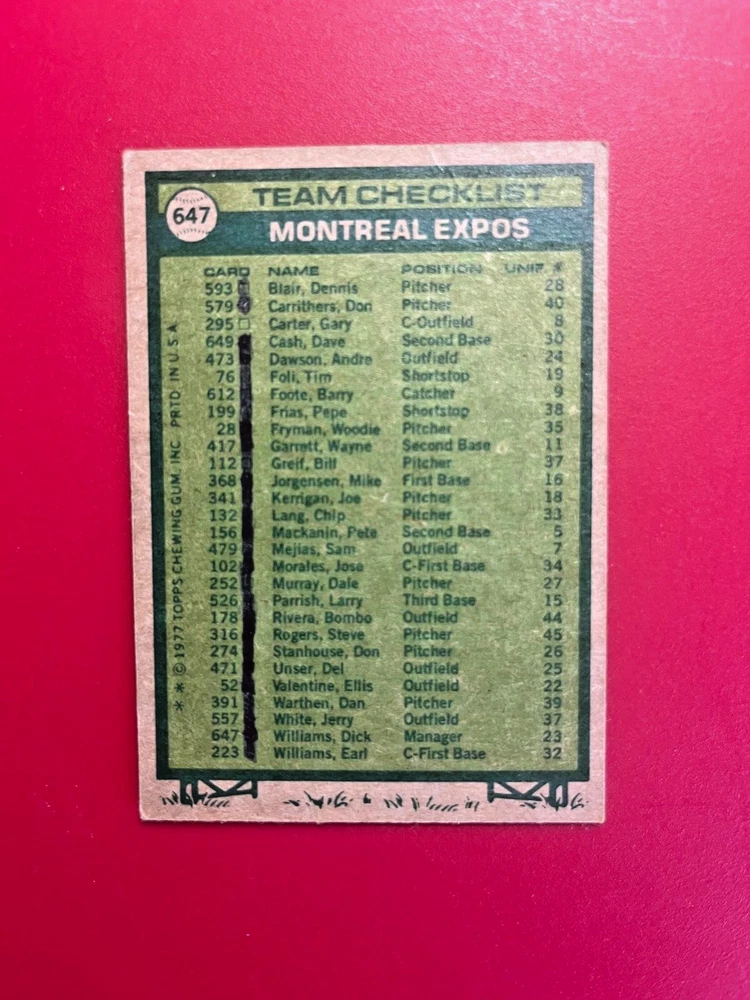 647
TEAM CHECKLIST
MONTREAL EXPOS
CARD NAME POSITION UNIF. #
593 Blair, Dennis Pitcher 28
579 Carrithers, Don Pitcher 40
295 Carter, Gary C-Outfield 8
649 Cash, Dave Second Base 30
473 Dawson, Andre Outfield 24
76 Foli, Tim Shortstop 19
612 Foote, Barry Catcher 9
199 Frias, Pepe Shortstop 38
28 Fryman, Woodie Pitcher 35
417 Garrett, Wayne Second Base 11
112 Greif, Bill Pitcher 37
368 Jorgensen, Mike First Base 16
341 Kerrigan, Joe Pitcher 18
132 Lang, Chip Pitcher 33
156 Mackanin, Pete Second Base 5
479 Mejias, Sam Outfield 7
102 Morales, Jose C-First Base 34
252 Murray, Dale Pitcher 27
526 Parrish, Larry Third Base 15
178 Rivera, Bombo Outfield 44
316 Rogers, Steve Pitcher 45
274 Stanhouse, Don Pitcher 26
471 Unser, Del Outfield 25
52 Valentine, Ellis Outfield 22
391 Warthen, Dan Pitcher 39
557 White, Jerry Outfield 37
647 Williams, Dick Manager 23
223 Williams, Earl C-First Base 32
* * © 1977 TOPPS CHEWING GUM, INC. PRTD. IN U.S.A.